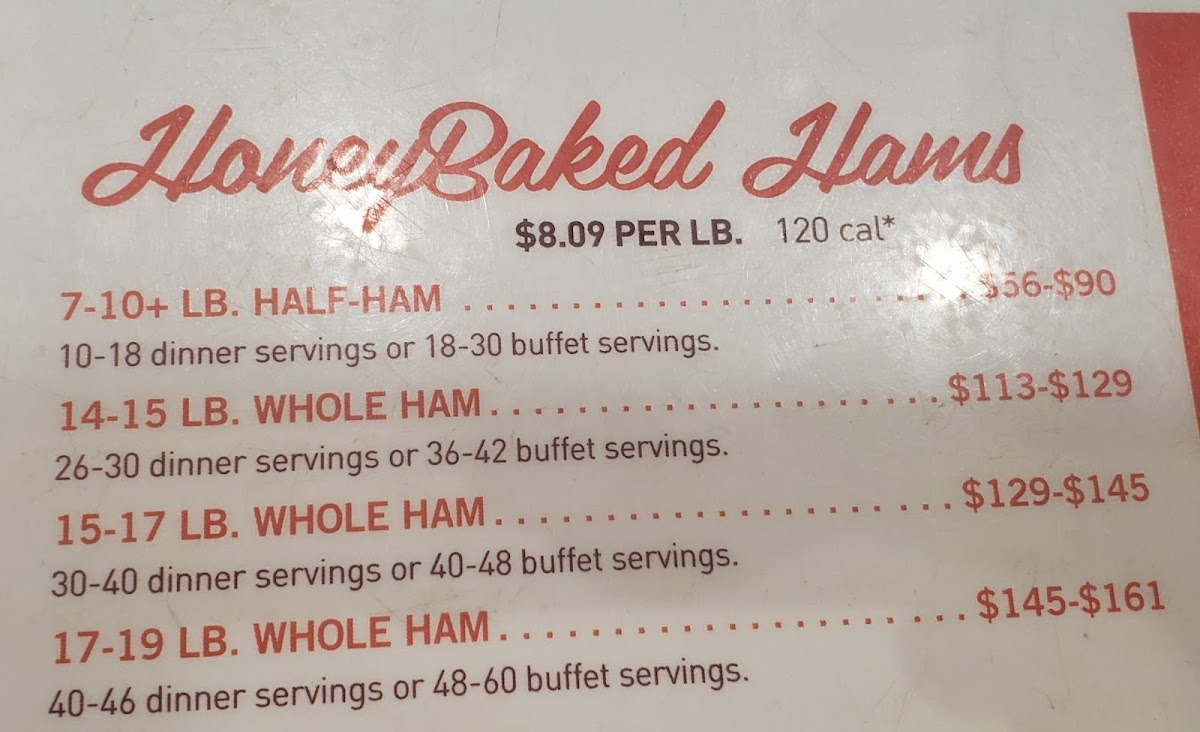 HoneyBaked Hams
$8.09 PER LB. 120 cal*
7-10+ LB. HALF-HAM ........................ $56-$90
10-18 dinner servings or 18-30 buffet servings.
14-15 LB. WHOLE HAM...................... $113-$129
26-30 dinner servings or 36-42 buffet servings.
15-17 LB. WHOLE HAM...................... $129-$145
30-40 dinner servings or 40-48 buffet servings.
17-19 LB. WHOLE HAM...................... $145-$161
40-46 dinner servings or 48-60 buffet servings.